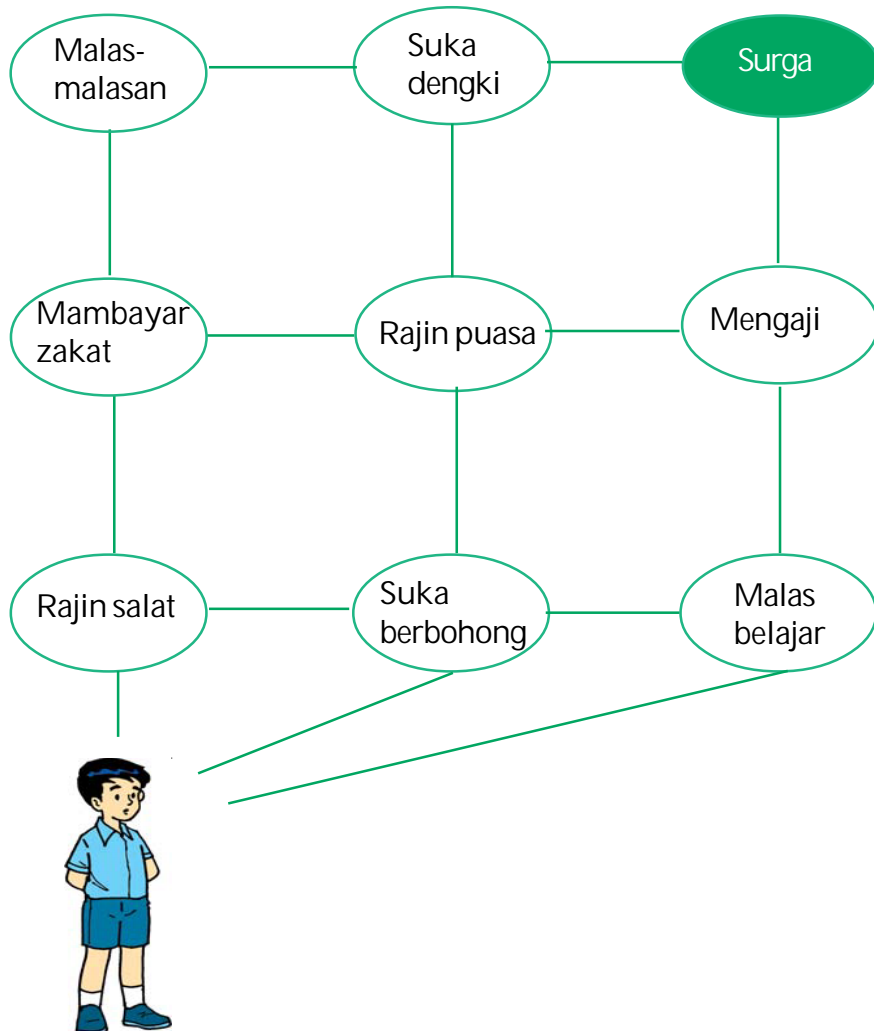 Malas-
malasan
Suka
dengki
Surga
Mambayar
zakat
Rajin puasa
Mengaji
Rajin salat
Suka
berbohong
Malas
belajar